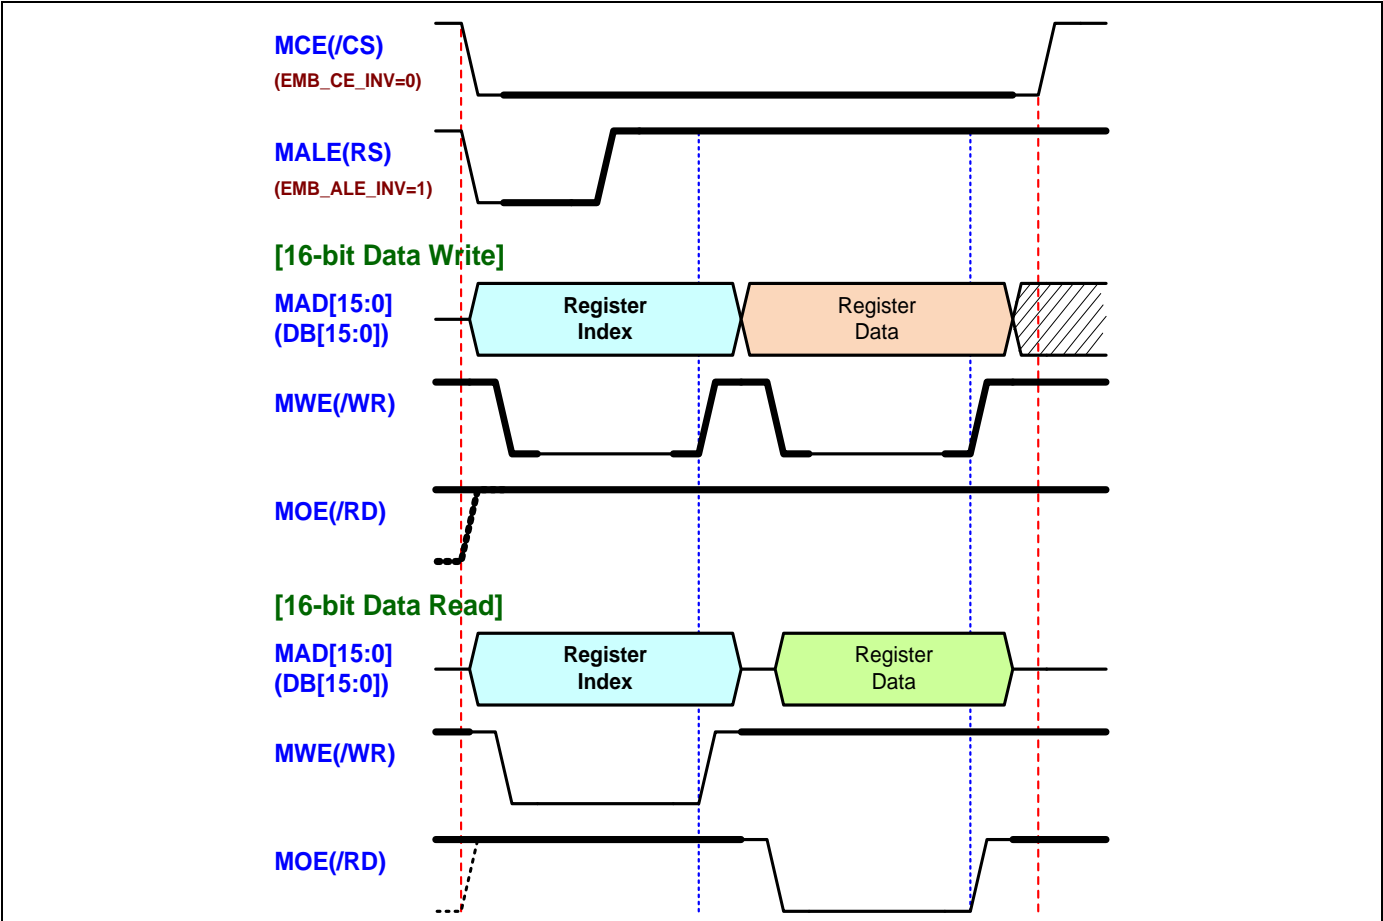 MCE(/CS)
(EMB_CE_INV=0)
MALE(RS)
(EMB_ALE_INV=1)
[16-bit Data Write]
MAD[15:0]
(DB[15:0])
Register
Index
Register
Data
MWE(/WR)
MOE(/RD)
[16-bit Data Read]
MAD[15:0]
(DB[15:0])
Register
Index
Register
Data
MWE(/WR)
MOE(/RD)